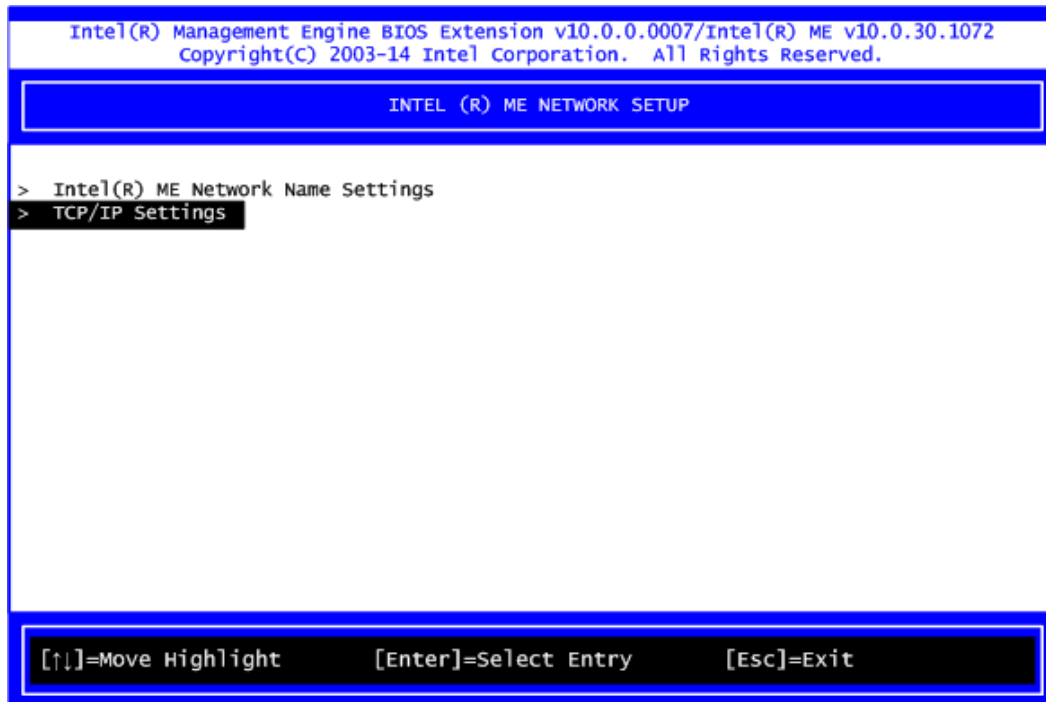 Intel(R) Management Engine BIOS Extension v10.0.0.0007/Intel(R) ME v10.0.30.1072
Copyright(C) 2003-14 Intel Corporation. All Rights Reserved.
INTEL (R) ME NETWORK SETUP
> Intel(R) ME Network Name Settings
> TCP/IP Settings
[↑↓]=Move Highlight [Enter]=Select Entry [Esc]=Exit